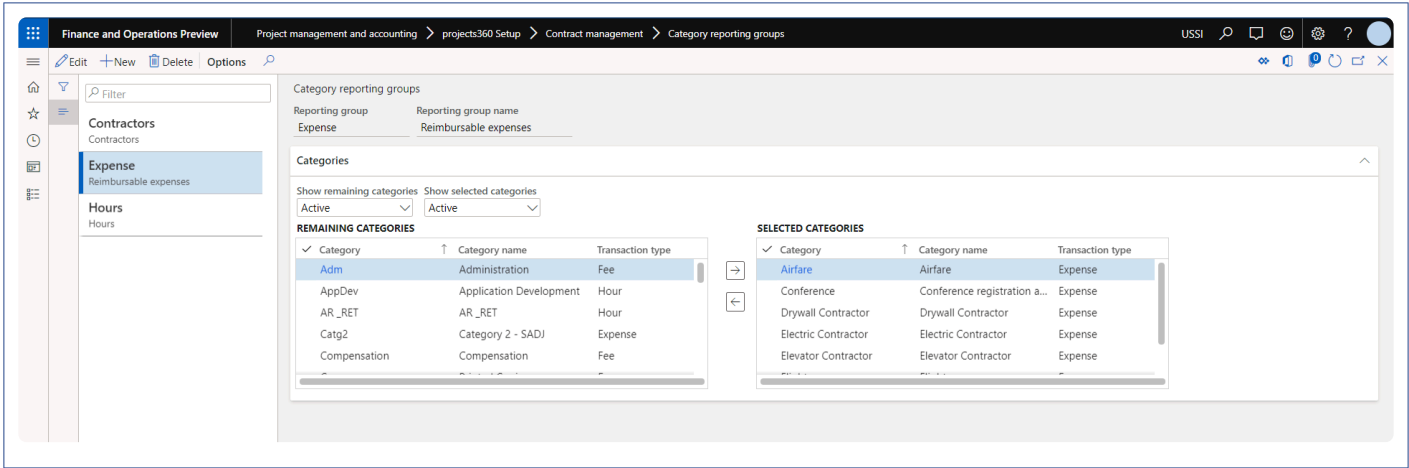 Finance and Operations Preview Project management and accounting > projects360 Setup > Contract management > Category reporting groups USSI ?
Edit +New Delete Options 0
Filter
Contractors
Contractors
Expense
Reimbursable expenses
Hours
Hours
Category reporting groups
Reporting group Reporting group name
Expense Reimbursable expenses
Categories
Show remaining categories Show selected categories
Active Active
REMAINING CATEGORIES SELECTED CATEGORIES
Category ↑ Category name Transaction type Category ↑ Category name Transaction type
Adm Administration Fee → Airfare Airfare Expense
AppDev Application Development Hour Conference Conference registration a... Expense
AR _RET AR _RET Hour ← Drywall Contractor Drywall Contractor Expense
Catg2 Category 2 - SADJ Expense Electric Contractor Electric Contractor Expense
Compensation Compensation Fee Elevator Contractor Elevator Contractor Expense